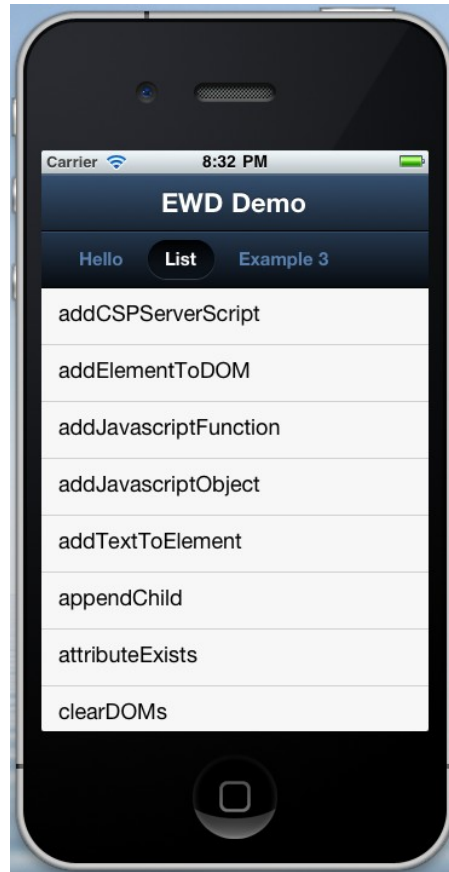 Carrier 8:32 PM
EWD Demo
Hello List Example 3
addCSPServerScript
addElementToDOM
addJavascriptFunction
addJavascriptObject
addTextToElement
appendChild
attributeExists
clearDOMs